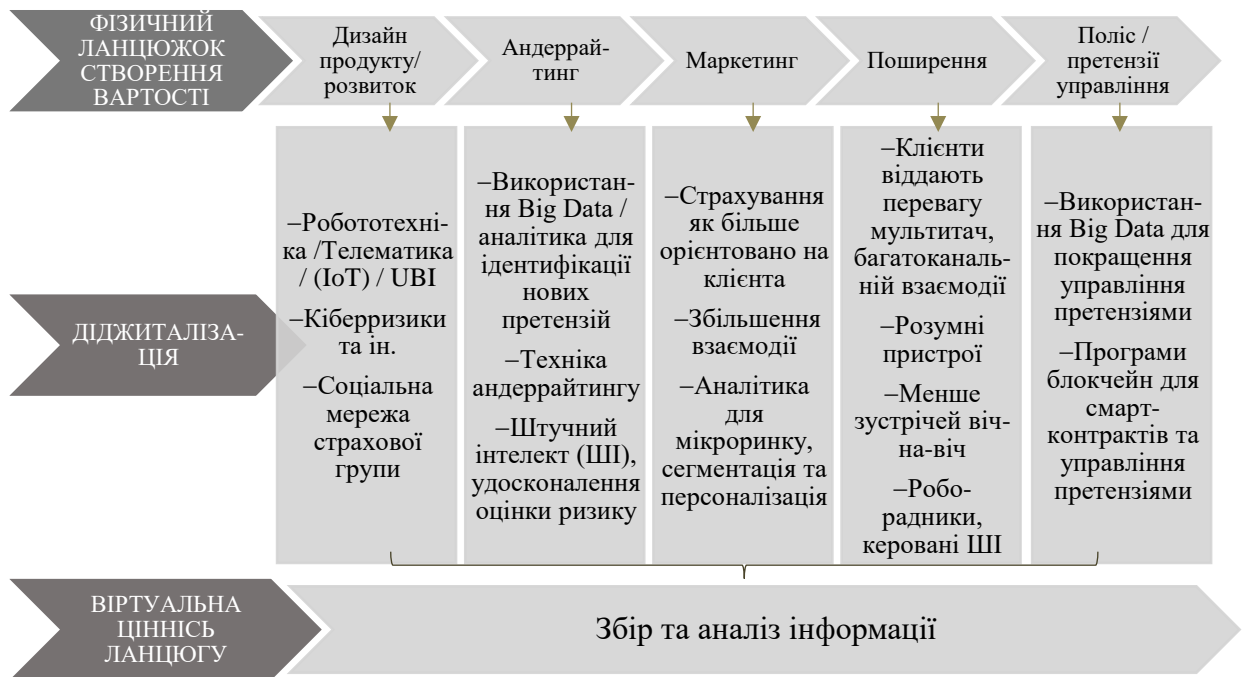 ФІЗИЧНИЙ
ЛАНЦЮЖОК
СТВОРЕННЯ
ВАРТОСТІ
Дизайн
продукту/
розвиток
Андеррай-
тинг
Маркетинг
Поширення
Поліс /
претензії
управління
ДІДЖИТАЛІЗА-
ЦІЯ
–Робототехні-
ка /Телематика
/ (IoT) / UBI
–Кіберризики
та ін.
–Соціальна
мережа
страхової
групи
–Використан-
ня Big Data /
аналітика для
ідентифікації
нових
претензій
–Техніка
андеррайтингу
–Штучний
інтелект (ШІ),
удосконалення
оцінки ризику
–Страхування
як більше
орієнтовано на
клієнта
–Збільшення
взаємодії
–Аналітика
для
мікроринку,
сегментація та
персоналізація
–Клієнти
віддають
перевагу
мультитач,
багатоканаль-
ній взаємодії
–Розумні
пристрої
–Менше
зустрічей віч-
на-віч
–Робо-
радники,
керовані ШІ
–Використан-
ня Big Data для
покращення
управління
претензіями
–Програми
блокчейн для
смарт-
контрактів та
управління
претензіями
ВІРТУАЛЬНА
ЦІННІСЬ
ЛАНЦЮГУ
Збір та аналіз інформації